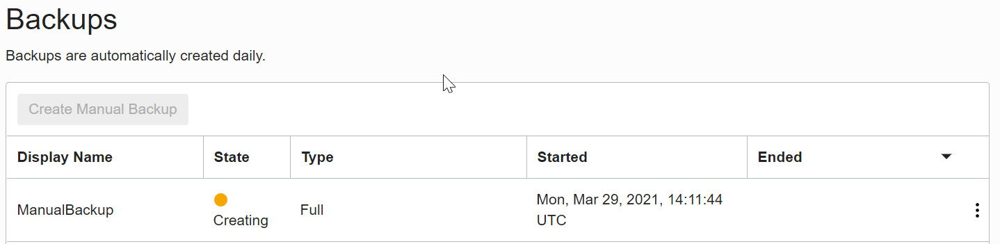 Backups
Backups are automatically created daily.
Create Manual Backup
Display Name State Type Started Ended
ManualBackup Creating Full Mon, Mar 29, 2021, 14:11:44
UTC